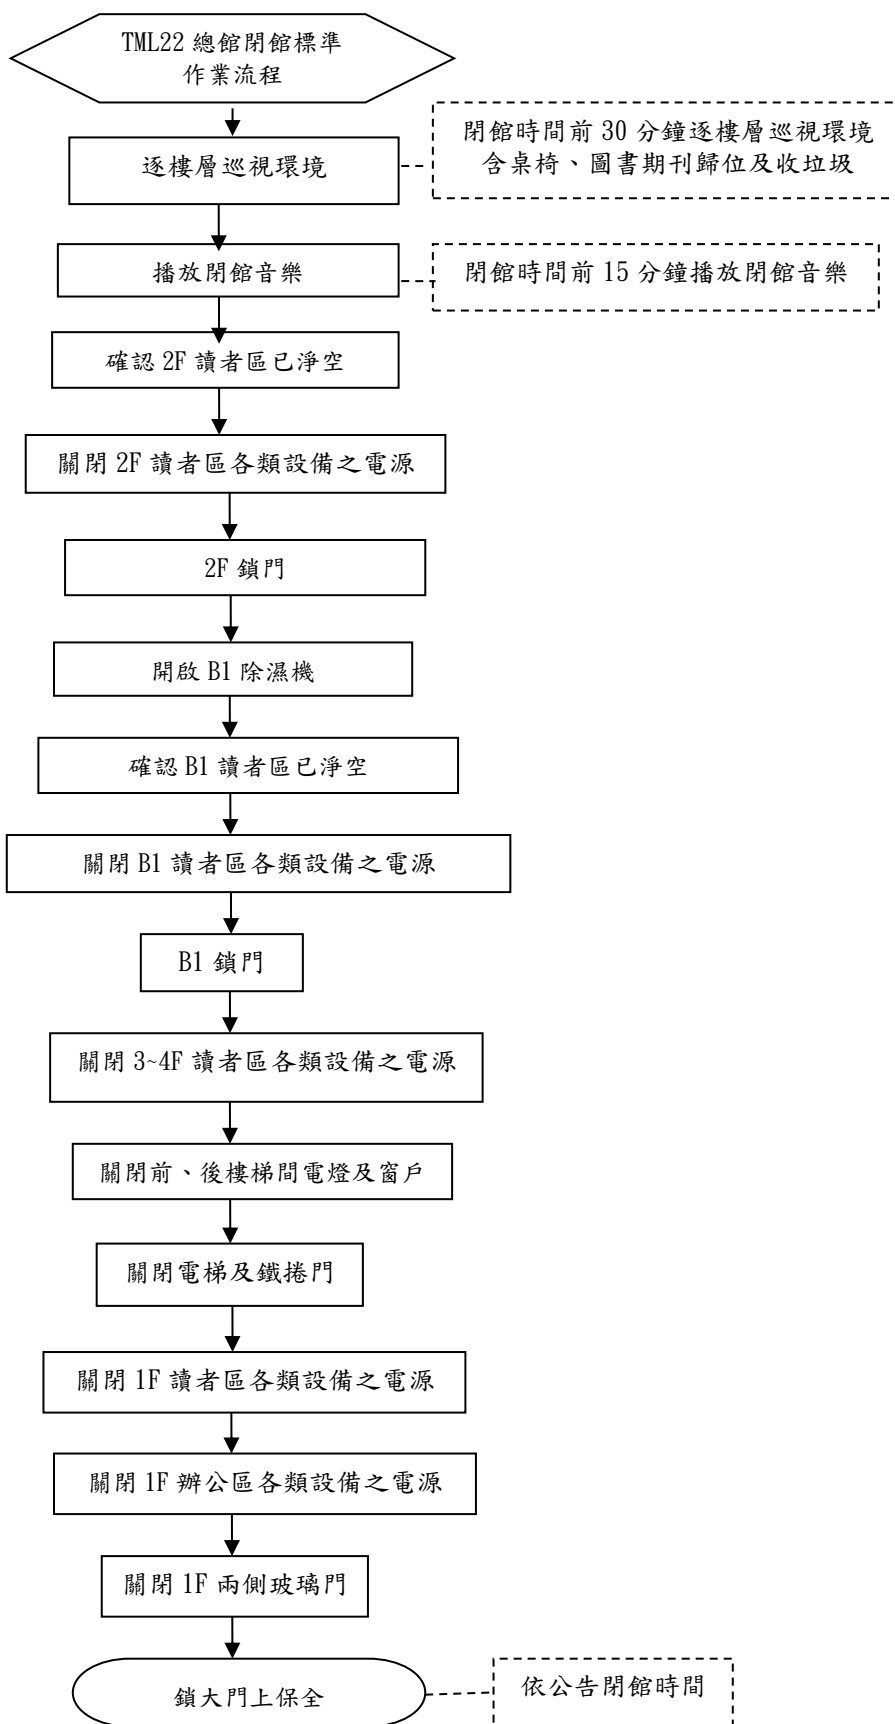 TML22 總館閉館標準
作業流程
逐樓層巡視環境
閉館時間前 30 分鐘逐樓層巡視環境
含桌椅、圖書期刊歸位及收垃圾
播放閉館音樂
閉館時間前 15 分鐘播放閉館音樂
確認 2F 讀者區已淨空
關閉 2F 讀者區各類設備之電源
2F 鎖門
開啟 B1 除濕機
確認 B1 讀者區已淨空
關閉 B1 讀者區各類設備之電源
B1 鎖門
關閉 3~4F 讀者區各類設備之電源
關閉前、後樓梯間電燈及窗戶
關閉電梯及鐵捲門
關閉 1F 讀者區各類設備之電源
關閉 1F 辦公區各類設備之電源
關閉 1F 兩側玻璃門
鎖大門上保全
依公告閉館時間